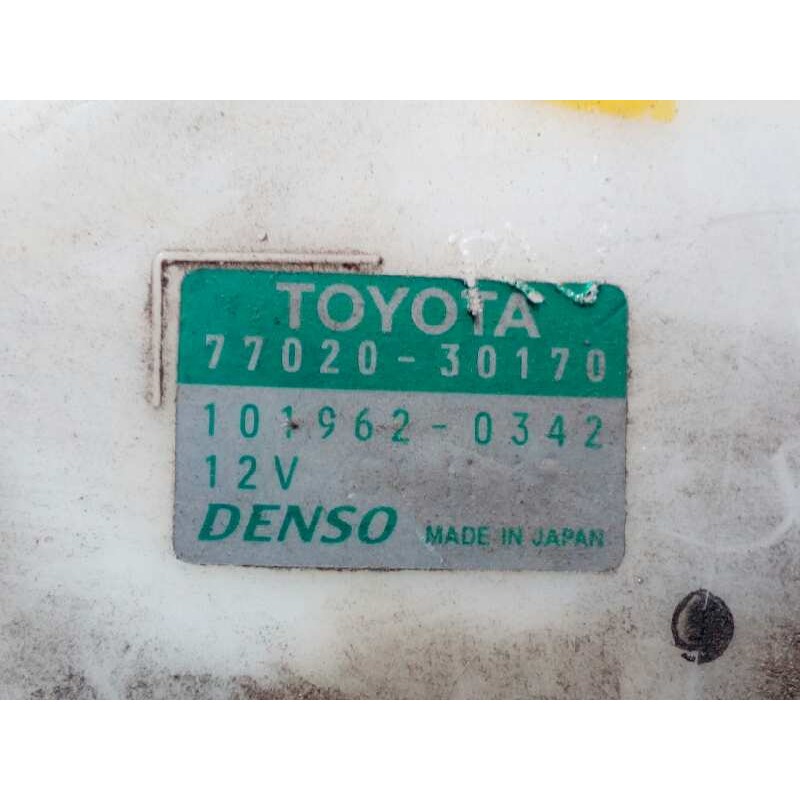 TOYOTA
77020-30170
101962-0342
12V
DENSO MADE IN JAPAN